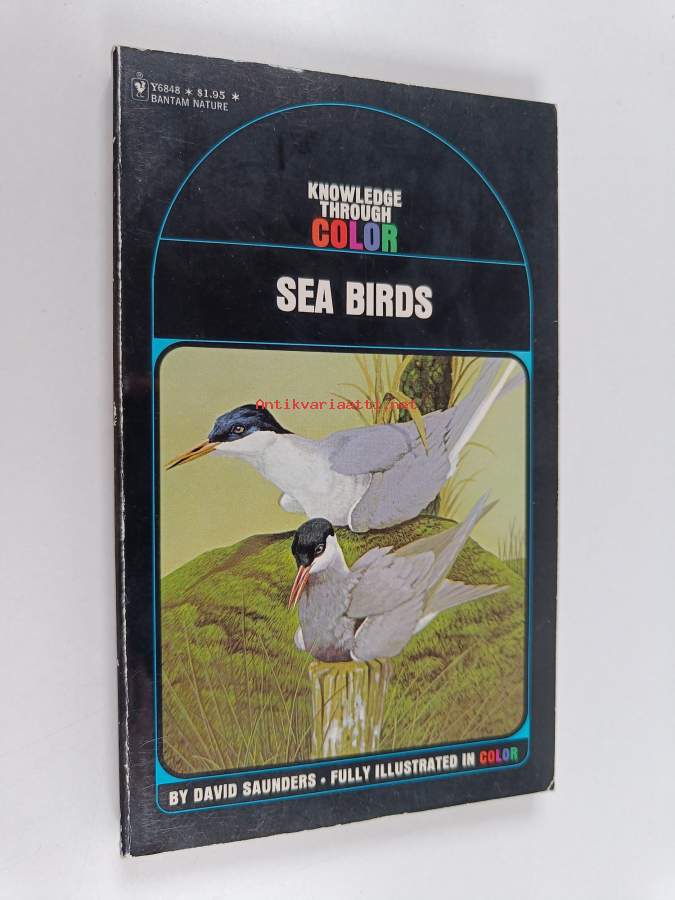 Y6848 * $1.95 *
BANTAM NATURE
KNOWLEDGE
THROUGH
COLOR
SEA BIRDS
Antikvariaatti.net
BY DAVID SAUNDERS • FULLY ILLUSTRATED IN COLOR